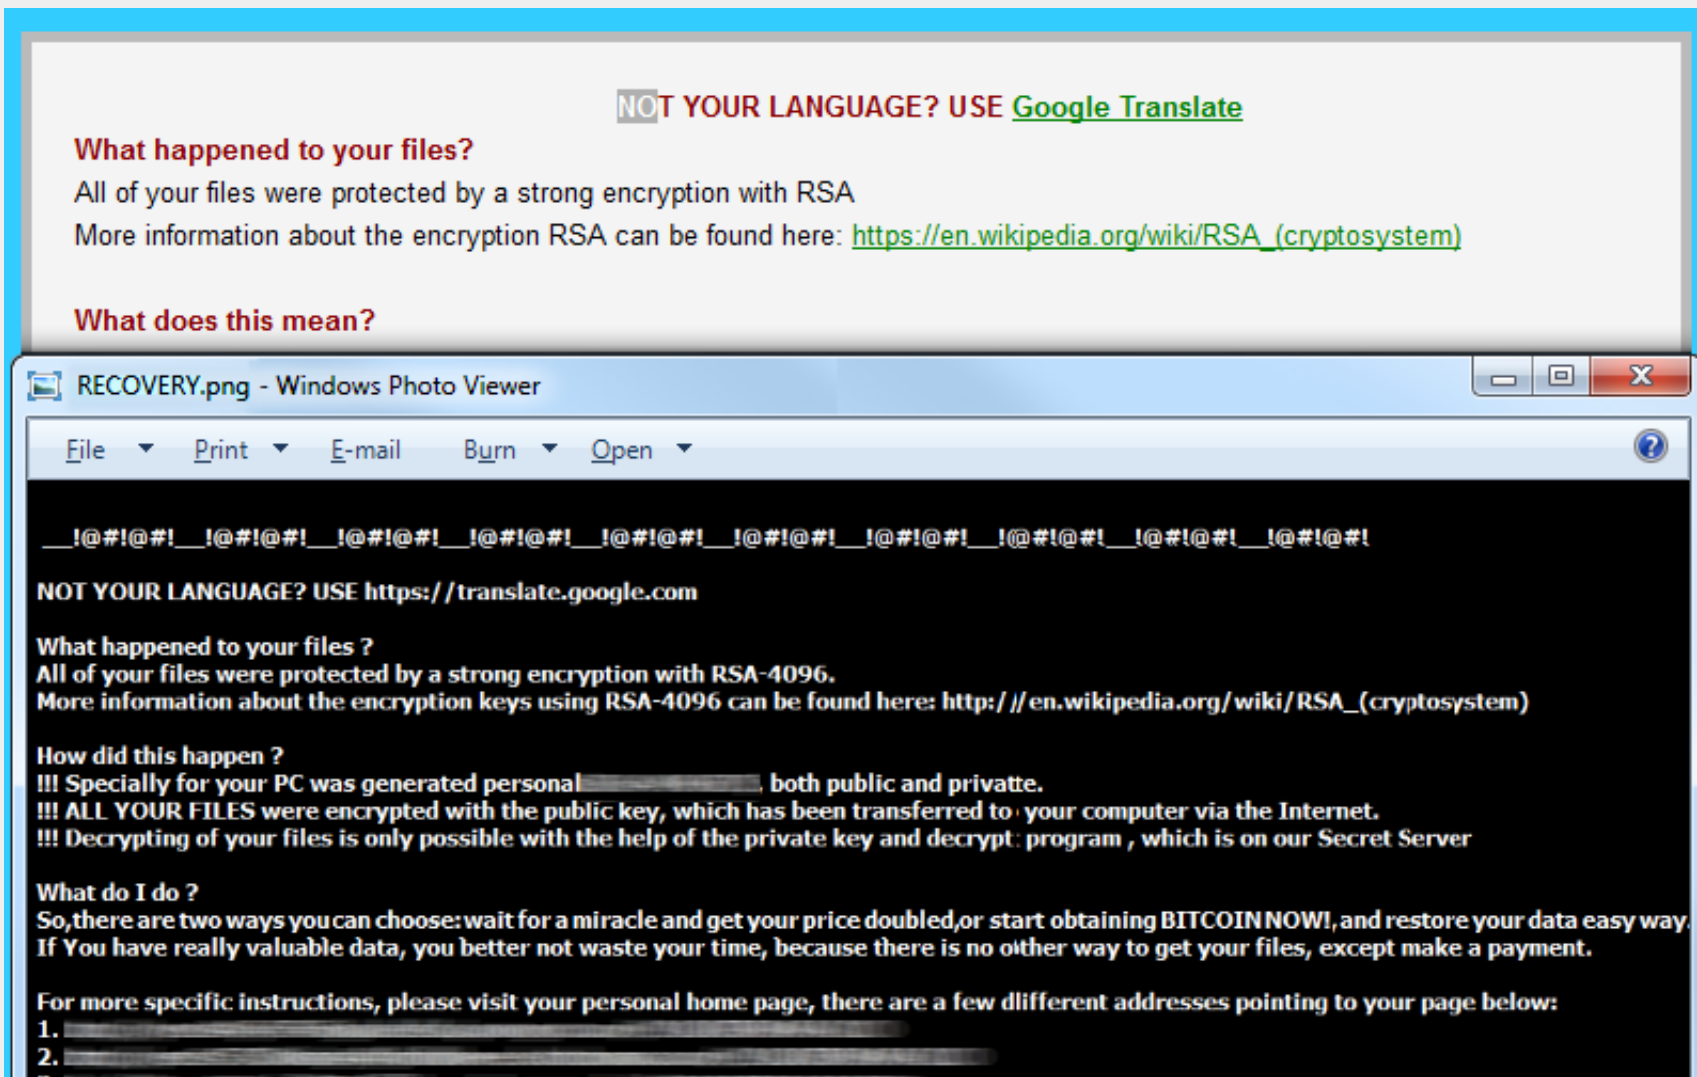 NOT YOUR LANGUAGE? USE Google Translate
What happened to your files?
All of your files were protected by a strong encryption with RSA
More information about the encryption RSA can be found here: https://en.wikipedia.org/wiki/RSA_(cryptosystem)
What does this mean?
RECOVERY.png - Windows Photo Viewer
File Print E-mail Burn Open
__!@#!@#!__!@#!@#!__!@#!@#!__!@#!@#!__!@#!@#!__!@#!@#!__!@#!@#!__!@#!@#!__!@#!@#!__!@#!@#!
NOT YOUR LANGUAGE? USE https://translate.google.com
What happened to your files ?
All of your files were protected by a strong encryption with RSA-4096.
More information about the encryption keys using RSA-4096 can be found here: http://en.wikipedia.org/wiki/RSA_(cryptosystem)
How did this happen ?
!!! Specially for your PC was generated personal both public and privatte.
!!! ALL YOUR FILES were encrypted with the public key, which has been transferred to your computer via the Internet.
!!! Decrypting of your files is only possible with the help of the private key and decrypt program , which is on our Secret Server
What do I do ?
So,there are two ways you can choose: wait for a miracle and get your price doubled,or start obtaining BITCOIN NOW!, and restore your data easy way.
If You have really valuable data, you better not waste your time, because there is no other way to get your files, except make a payment.
For more specific instructions, please visit your personal home page, there are a few dlifferent addresses pointing to your page below:
1.
2.